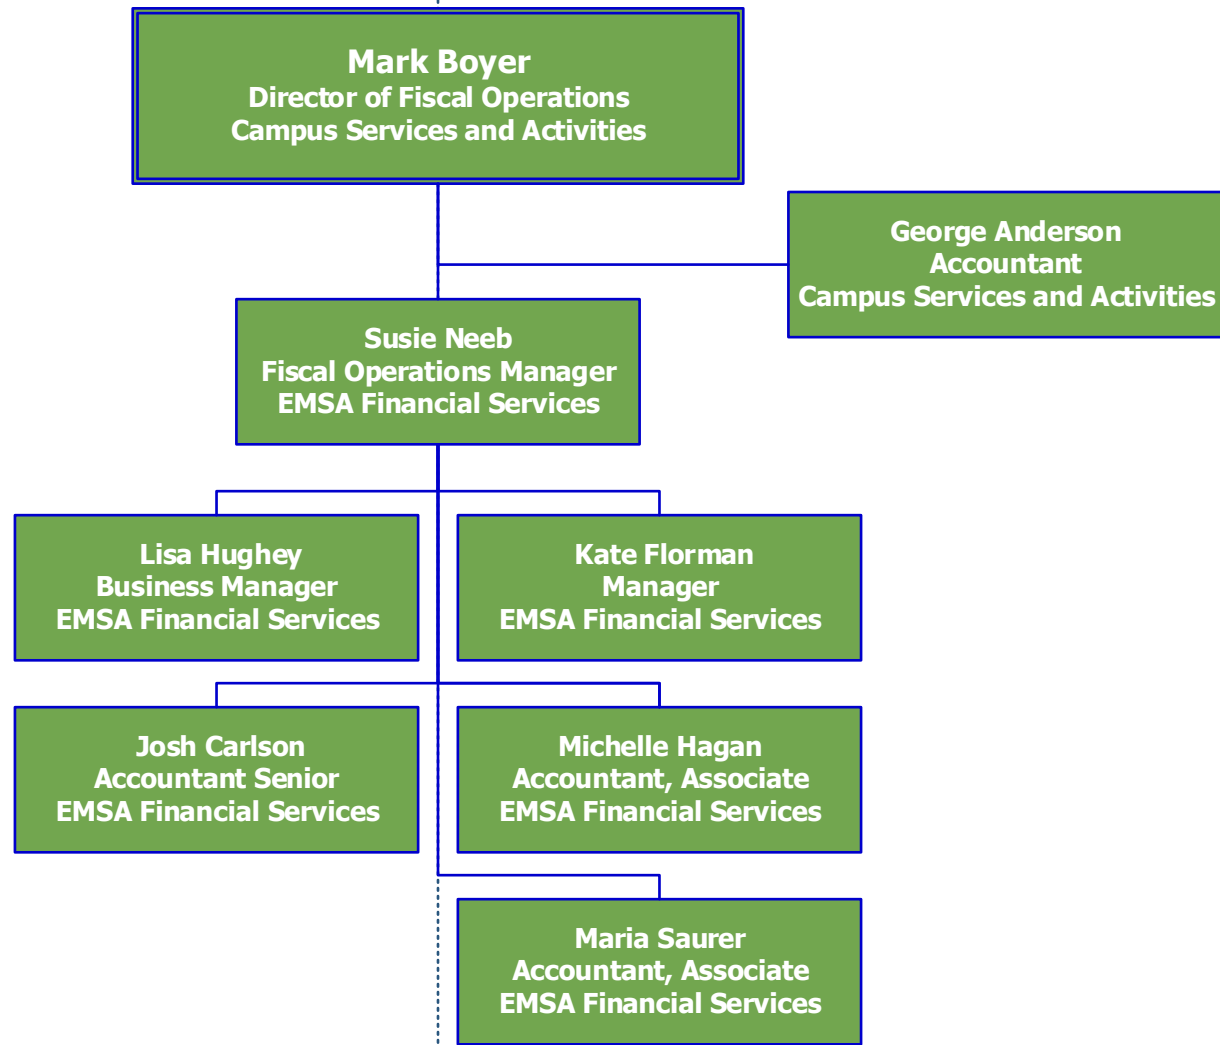 Mark Boyer
Director of Fiscal Operations
Campus Services and Activities
George Anderson
Accountant
Campus Services and Activities
Susie Neeb
Fiscal Operations Manager
EMSA Financial Services
Lisa Hughey
Business Manager
EMSA Financial Services
Kate Florman
Manager
EMSA Financial Services
Josh Carlson
Accountant Senior
EMSA Financial Services
Michelle Hagan
Accountant, Associate
EMSA Financial Services
Maria Saurer
Accountant, Associate
EMSA Financial Services